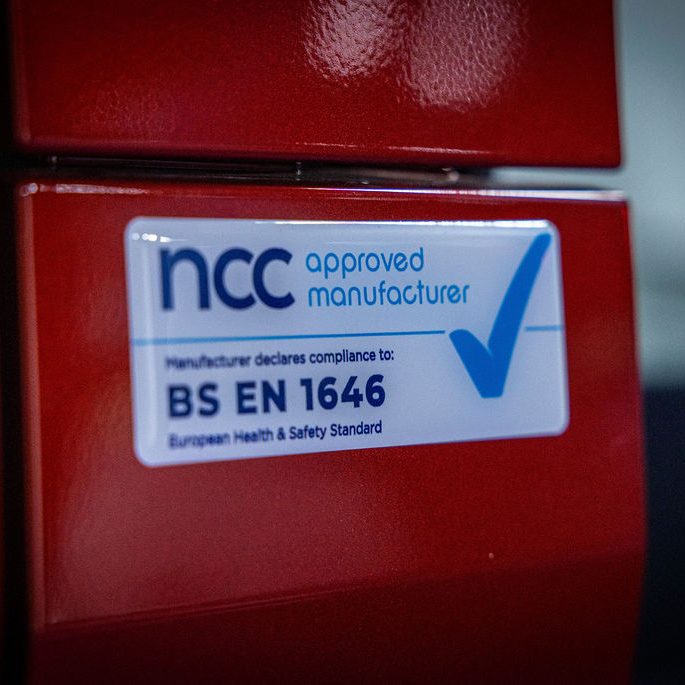 ncc approved
manufacturer
Manufacturer declares compliance to:
BS EN 1646
European Health & Safety Standard